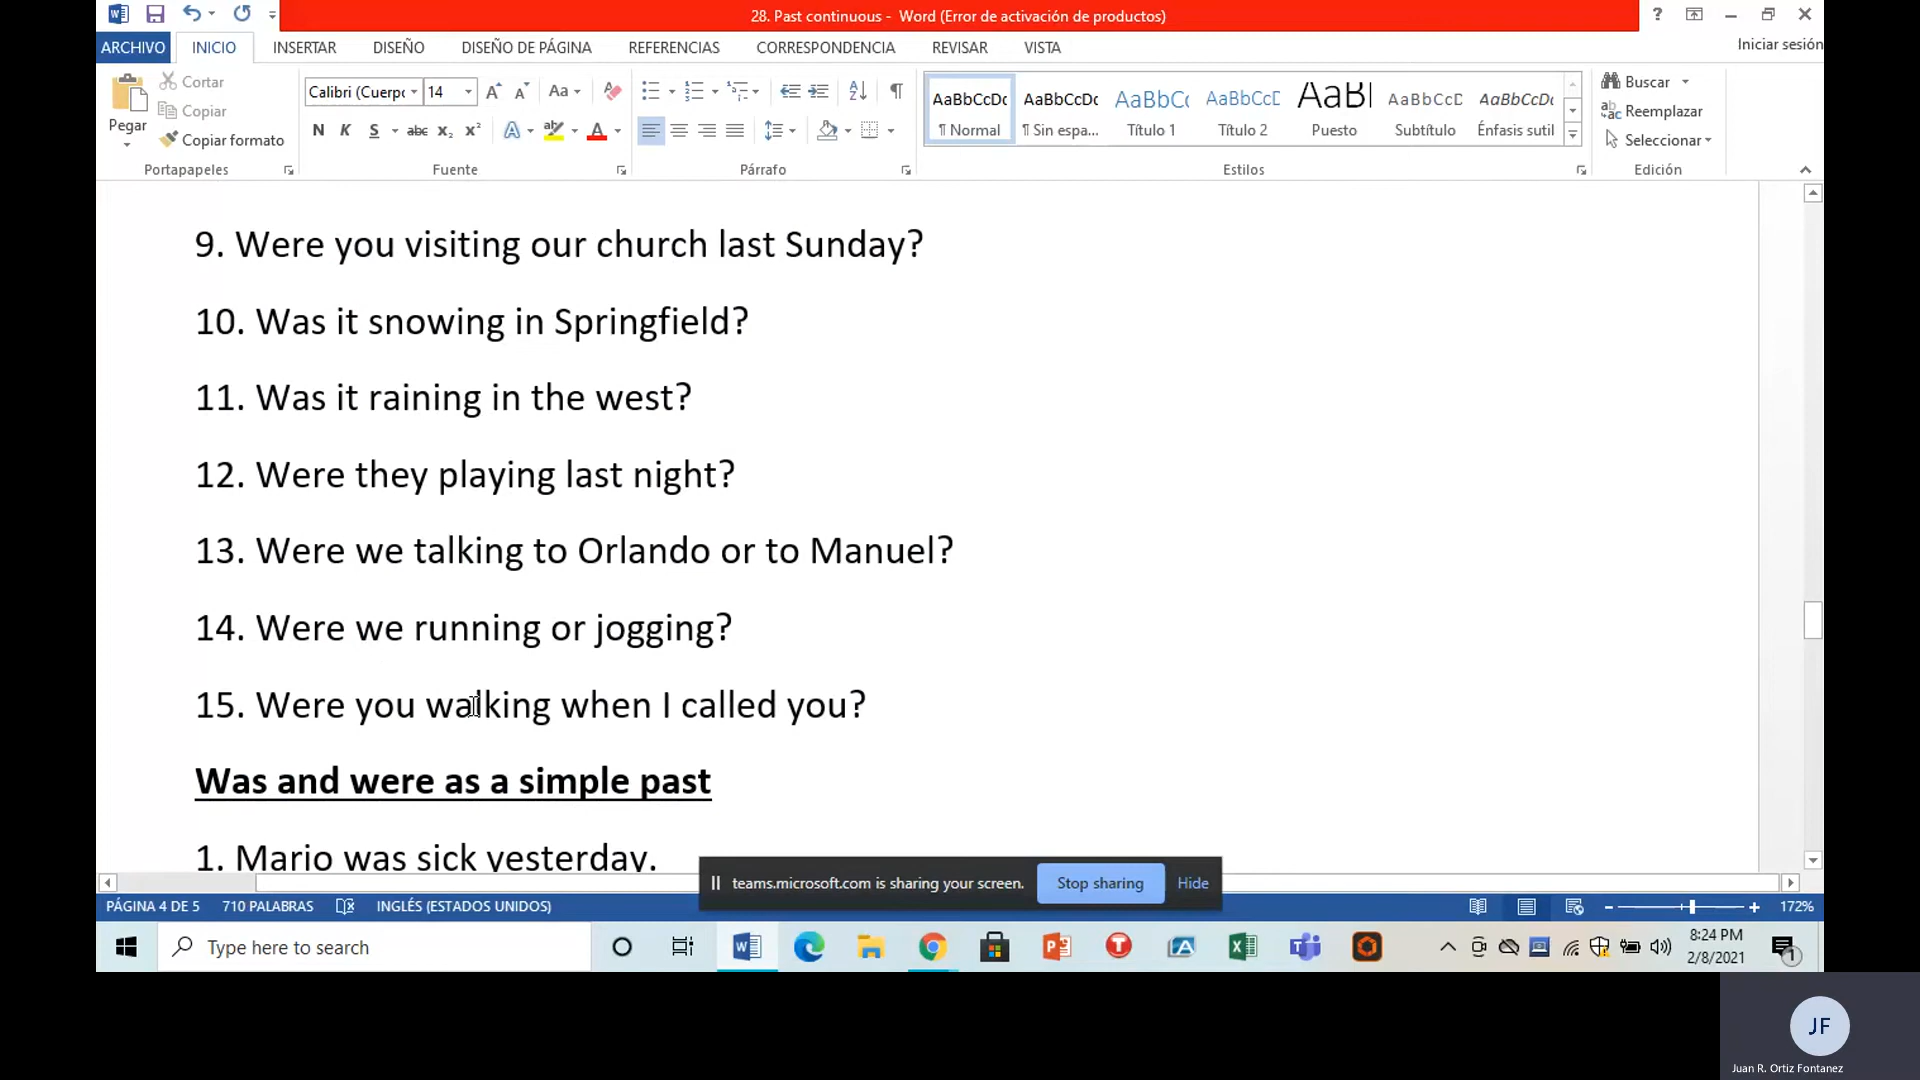 28. Past continuous - Word (Error de activación de productos)
ARCHIVO INICIO INSERTAR DISEÑO DISEÑO DE PÁGINA REFERENCIAS CORRESPONDENCIA REVISAR VISTA Iniciar sesión
Pegar
Cortar
Copiar
Copiar formato
Portapapeles
Calibri (Cuerpo 14
Fuente
Párrafo
AaBbCcDc AaBbCcDc AaBbC AaBbCcD AaB AaBbCcD AaBbCcDc
¶ Normal ¶ Sin espa... Título 1 Título 2 Puesto Subtítulo Énfasis sutil
Estilos
Buscar
Reemplazar
Seleccionar
Edición
9. Were you visiting our church last Sunday?
10. Was it snowing in Springfield?
11. Was it raining in the west?
12. Were they playing last night?
13. Were we talking to Orlando or to Manuel?
14. Were we running or jogging?
15. Were you walking when I called you?
Was and were as a simple past
1. Mario was sick yesterday.
teams.microsoft.com is sharing your screen. Stop sharing Hide
PÁGINA 4 DE 5 710 PALABRAS INGLÉS (ESTADOS UNIDOS) 172%
Type here to search
8:24 PM
2/8/2021
1
JF
Juan R. Ortiz Fontanez